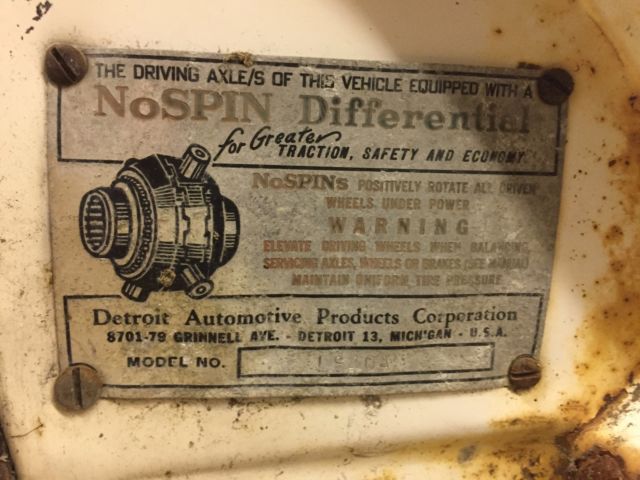 THE DRIVING AXLE/S OF THIS VEHICLE EQUIPPED WITH A
NoSPIN Differential
for Greater
TRACTION, SAFETY AND ECONOMY
NoSPINs POSITIVELY ROTATE ALL DRIVEN
WHEELS UNDER POWER
WARNING
ELEVATE DRIVING WHEELS WHEN BALANCING,
SERVICING AXLES, WHEELS OR BRAKES (SEE MANUAL)
MAINTAIN UNIFORM TIRE PRESSURE
Detroit Automotive Products Corporation
8701-79 GRINNELL AVE. - DETROIT 13, MICHIGAN - U.S.A.
MODEL NO.